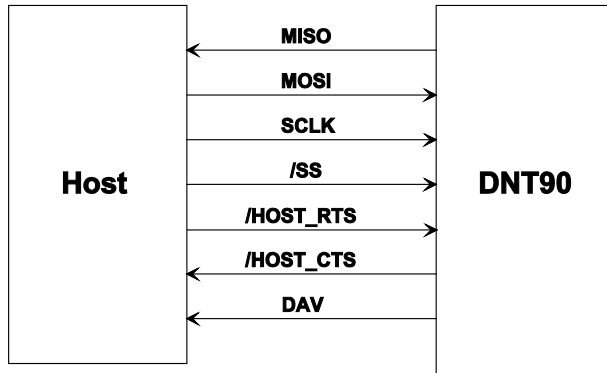 MISO
MOSI
SCLK
Host
/SS
DNT90
/HOST_RTS
/HOST_CTS
DAV